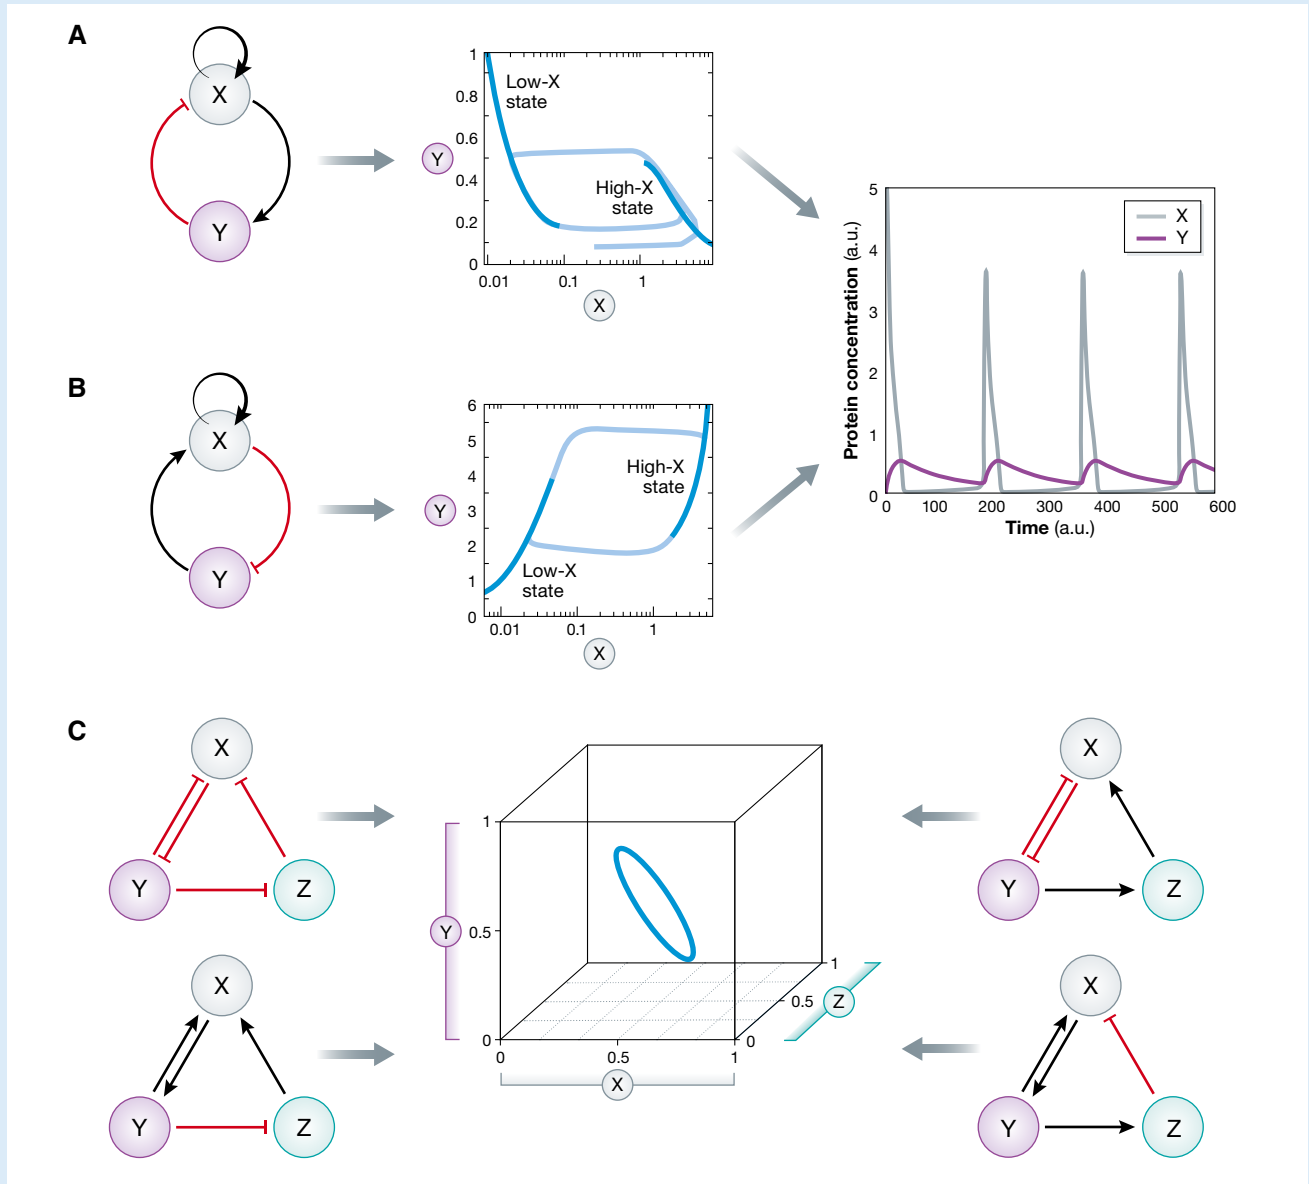 A
X
Y
Y
1
0.8
0.6
0.4
0.2
0
Low-X
state
High-X
state
0.01
0.1
1
X
Protein concentration (a.u.)
5
4
3
2
1
0
X
Y
0
100
200
300
400
500
600
Time (a.u.)
B
X
Y
Y
6
5
4
3
2
1
0
High-X
state
Low-X
state
0.01
0.1
1
X
C
X
Y
Z
X
Y
Z
Y
1
0.5
0
0
0.5
1
X
0
0.5
1
Z
X
Y
Z
X
Y
Z